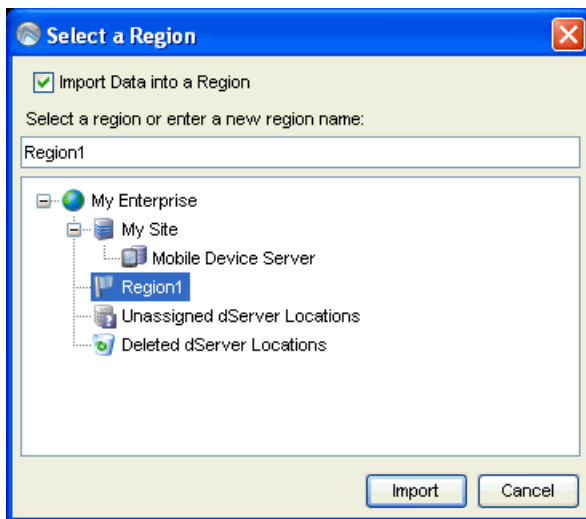 Select a Region
Import Data into a Region
Select a region or enter a new region name:
Region1
My Enterprise
My Site
Mobile Device Server
Region1
Unassigned dServer Locations
Deleted dServer Locations
Import Cancel